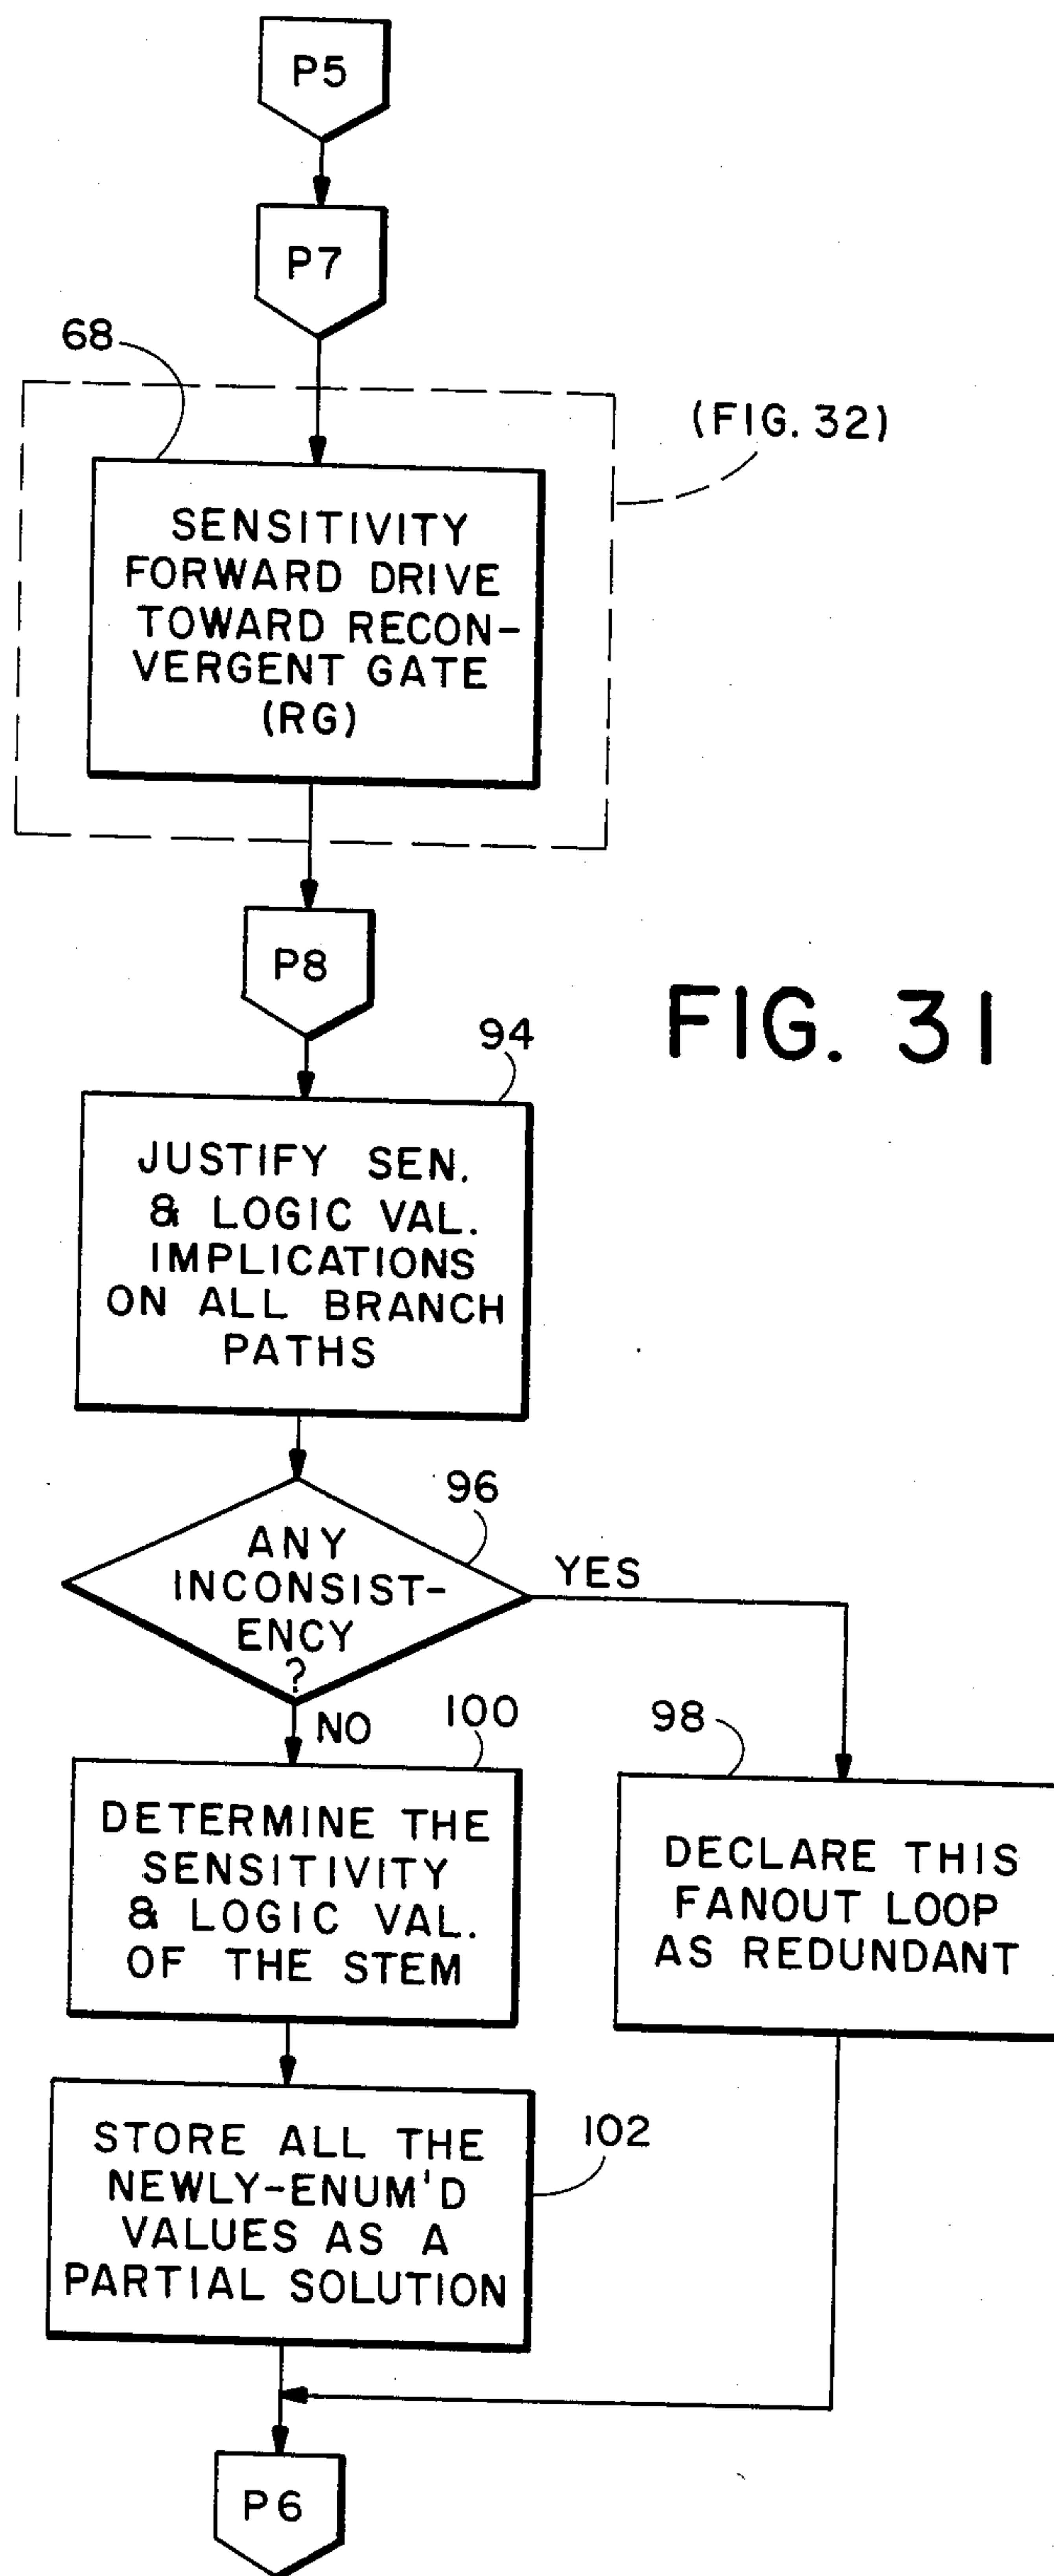 P5
P7
68
(FIG. 32)
SENSITIVITY
FORWARD DRIVE
TOWARD RECON-
VERGENT GATE
(RG)
P8
FIG. 31
94
JUSTIFY SEN.
& LOGIC VAL.
IMPLICATIONS
ON ALL BRANCH
PATHS
96
ANY
INCONSIST-
ENCY
?
YES
NO
100
98
DETERMINE THE
SENSITIVITY
& LOGIC VAL.
OF THE STEM
DECLARE THIS
FANOUT LOOP
AS REDUNDANT
102
STORE ALL THE
NEWLY-ENUM'D
VALUES AS A
PARTIAL SOLUTION
P6